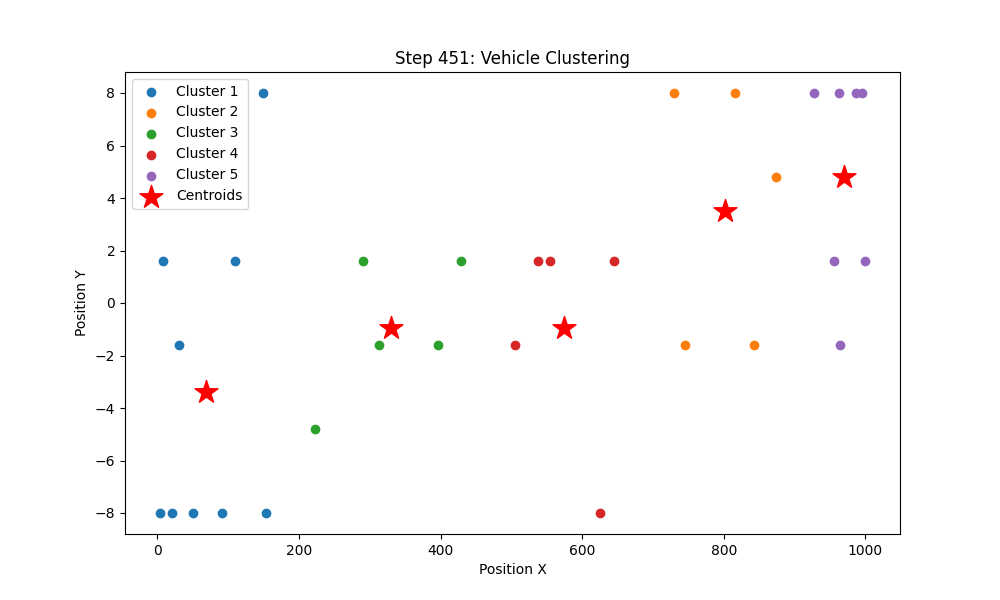 Step 451: Vehicle Clustering
Cluster 1
Cluster 2
Cluster 3
Cluster 4
Cluster 5
Centroids
Position Y
8
6
4
2
0
−2
−4
−6
−8
0 200 400 600 800 1000
Position X